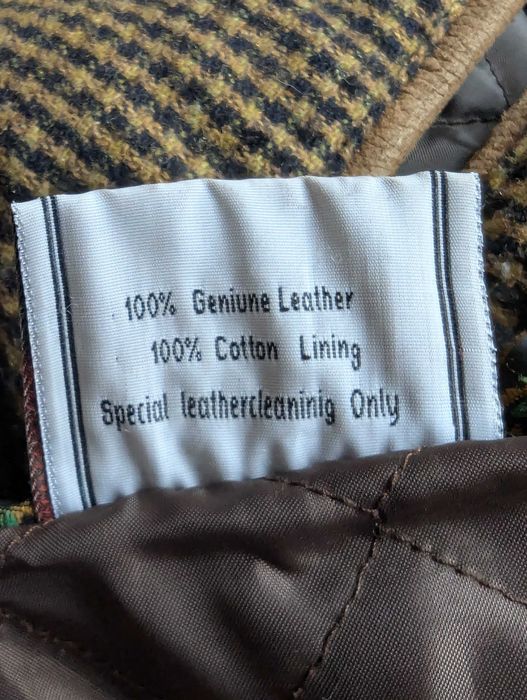 100% Geniune Leather
100% Cotton Lining
Special leathercleaninig Only